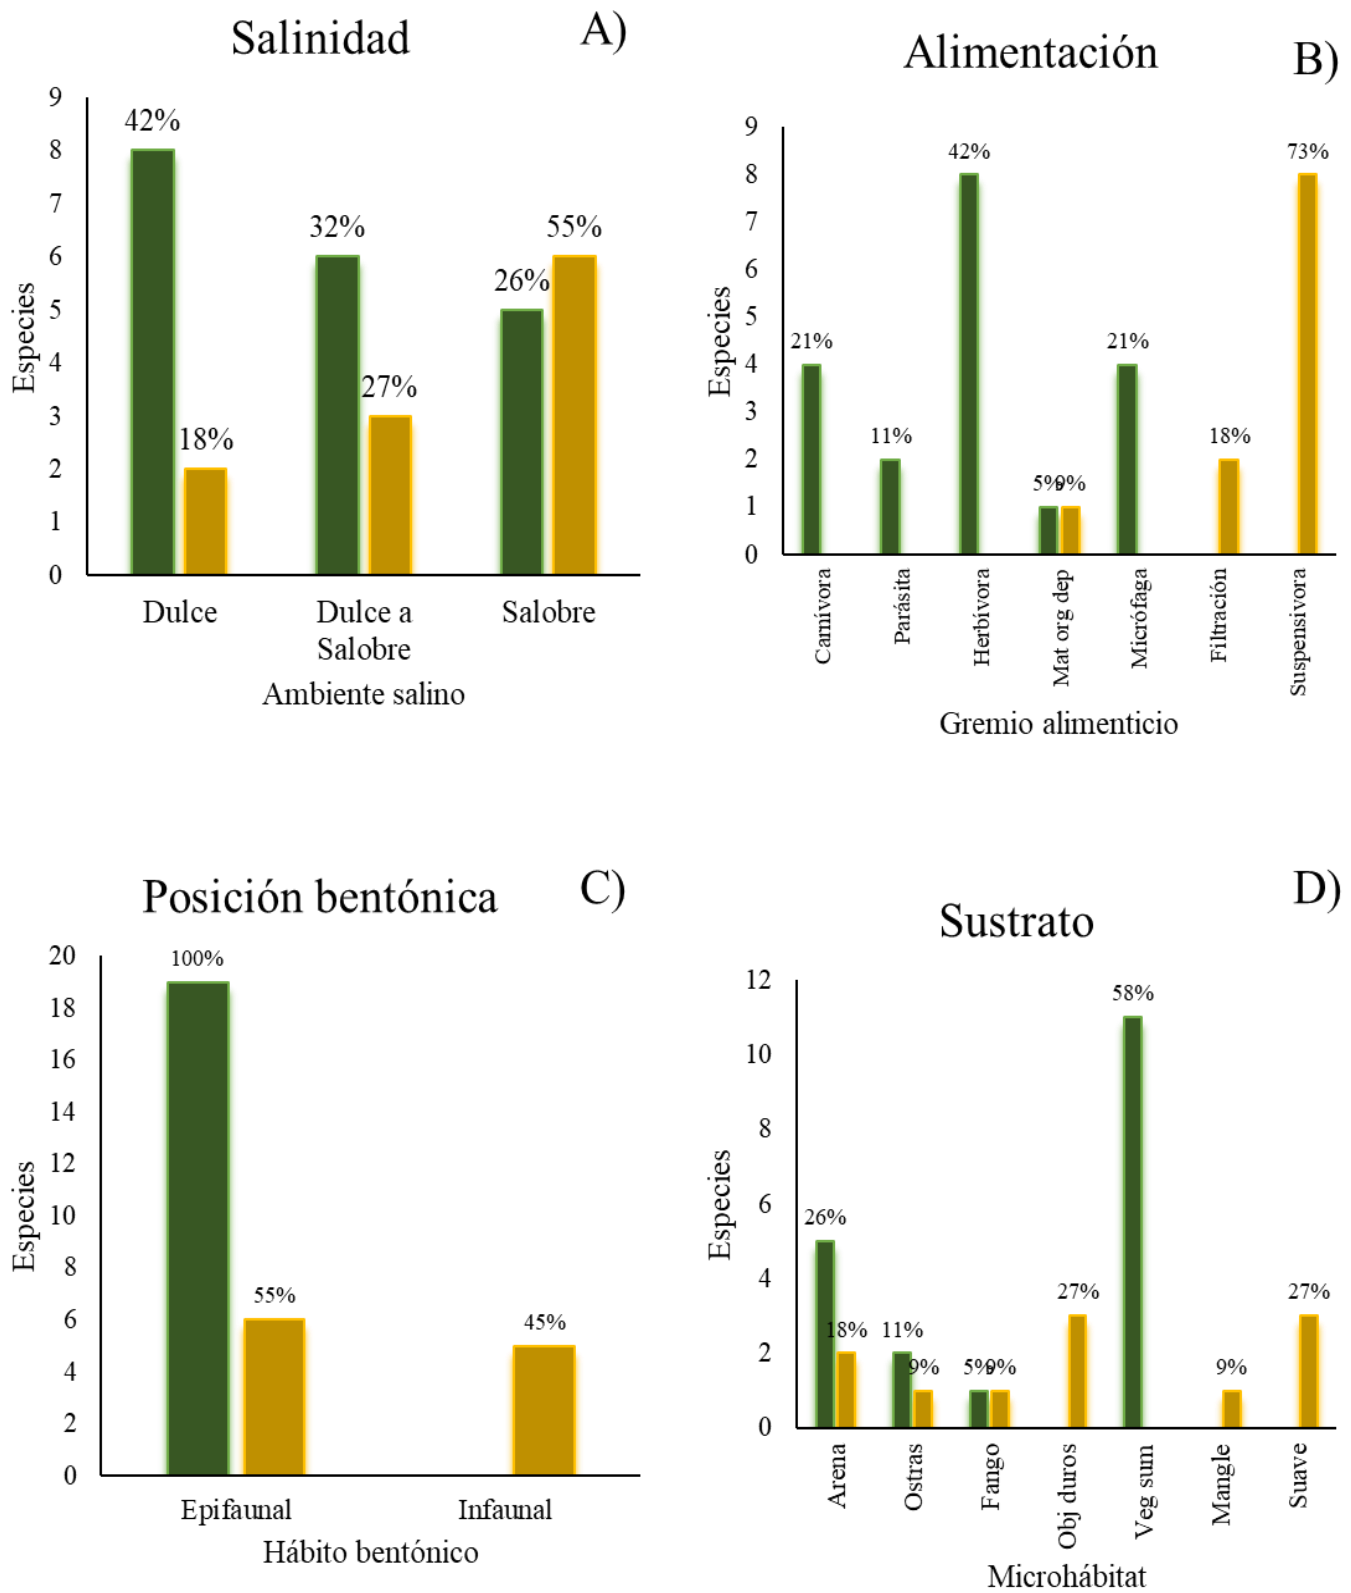 Salinidad
A)
9
8
7
6
5
4
3
2
1
0
Especies
42%
18%
32%
27%
26%
55%
Dulce
Dulce a
Salobre
Salobre
Ambiente salino
Alimentación
B)
9
8
7
6
5
4
3
2
1
0
Especies
21%
11%
42%
5%
9%
21%
18%
73%
Carnívora
Parásita
Herbívora
Mat org dep
Micrófaga
Filtración
Suspensivora
Gremio alimenticio
Posición bentónica
C)
20
18
16
14
12
10
8
6
4
2
0
Especies
100%
55%
45%
Epifaunal
Infaunal
Hábito bentónico
Sustrato
D)
12
10
8
6
4
2
0
Especies
26%
18%
11%
9%
5%
9%
27%
58%
9%
27%
Arena
Ostras
Fango
Obj duros
Veg sum
Mangle
Suave
Microhábitat